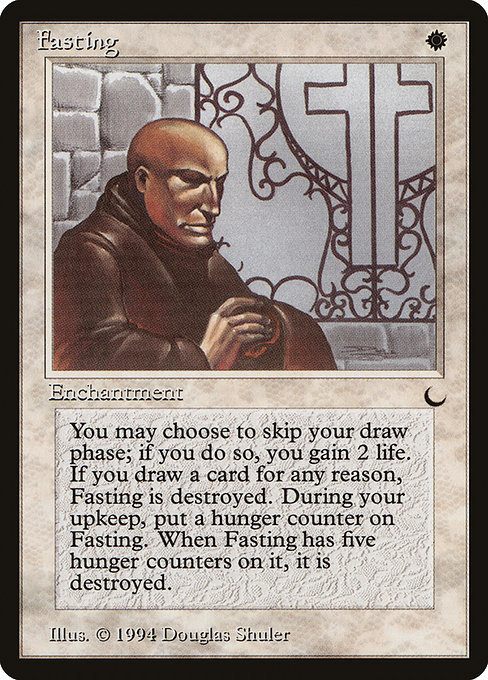 Fasting
Enchantment
You may choose to skip your draw
phase; if you do so, you gain 2 life.
If you draw a card for any reason,
Fasting is destroyed. During your
upkeep, put a hunger counter on
Fasting. When Fasting has five
hunger counters on it, it is
destroyed.
Illus. © 1994 Douglas Shuler